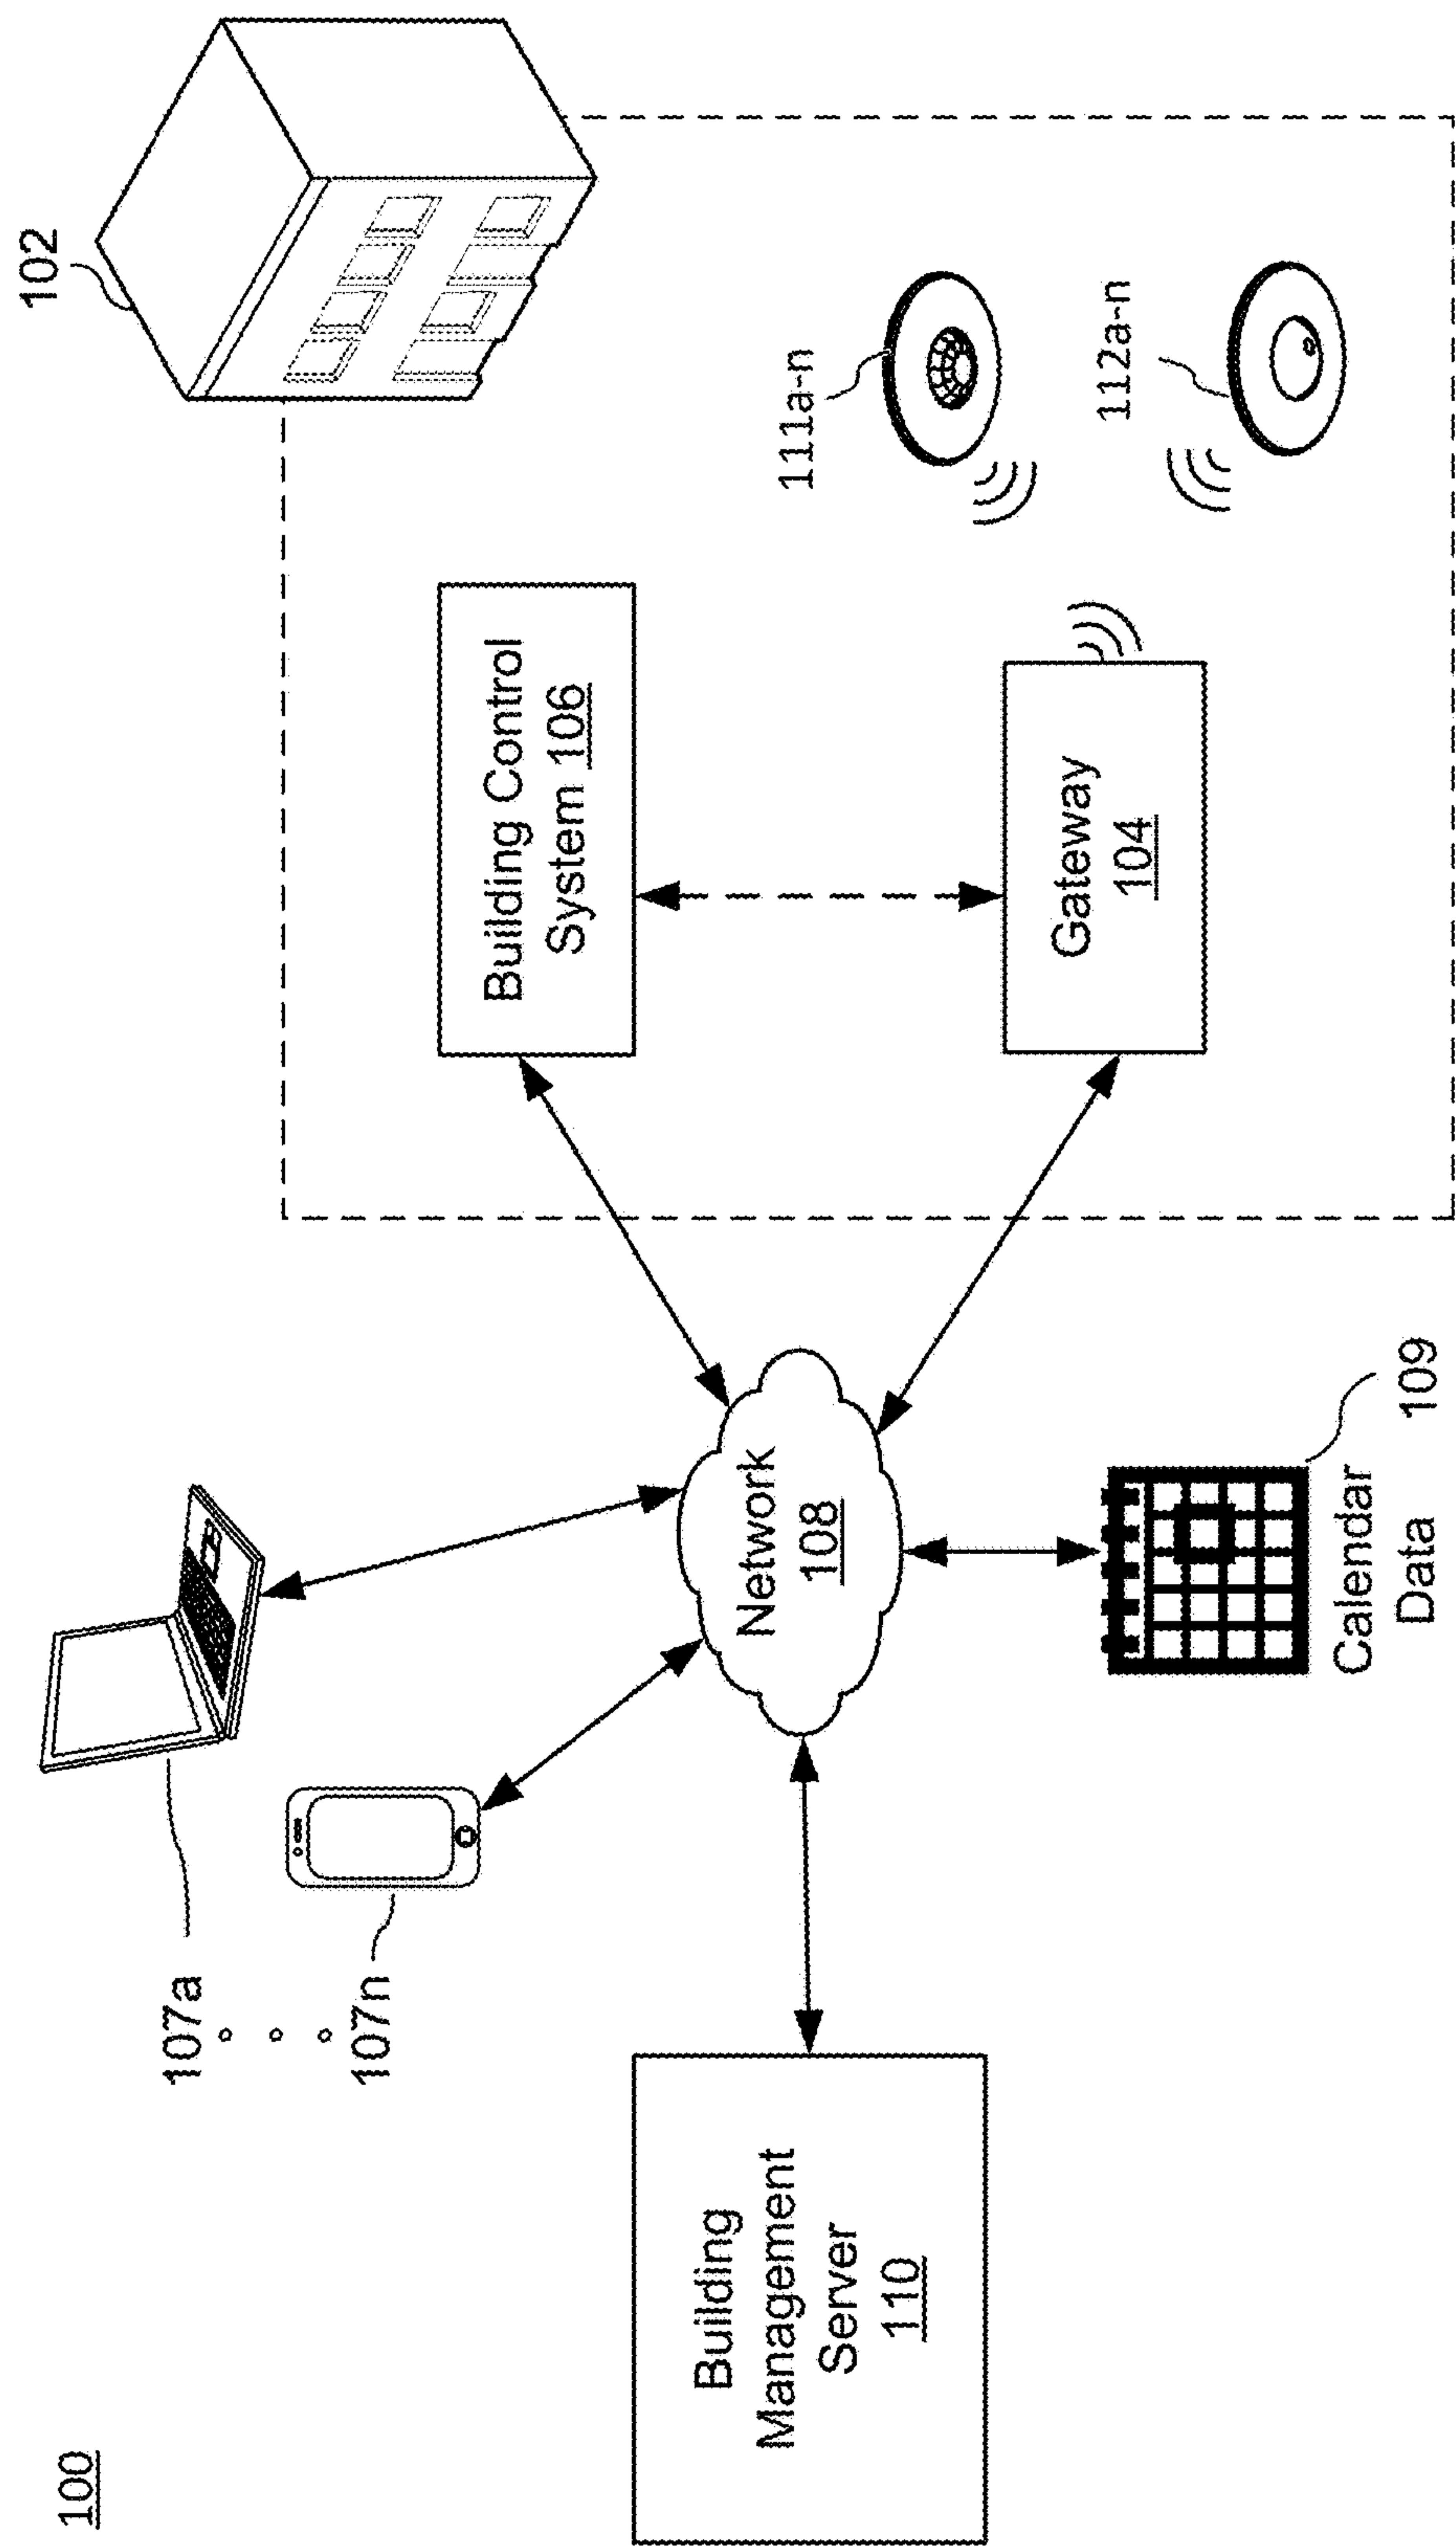 100
107a
107n
102
Building
Management
Server
110
Network
108
Calendar
Data
109
Building Control
System 106
Gateway
104
111a-n
112a-n